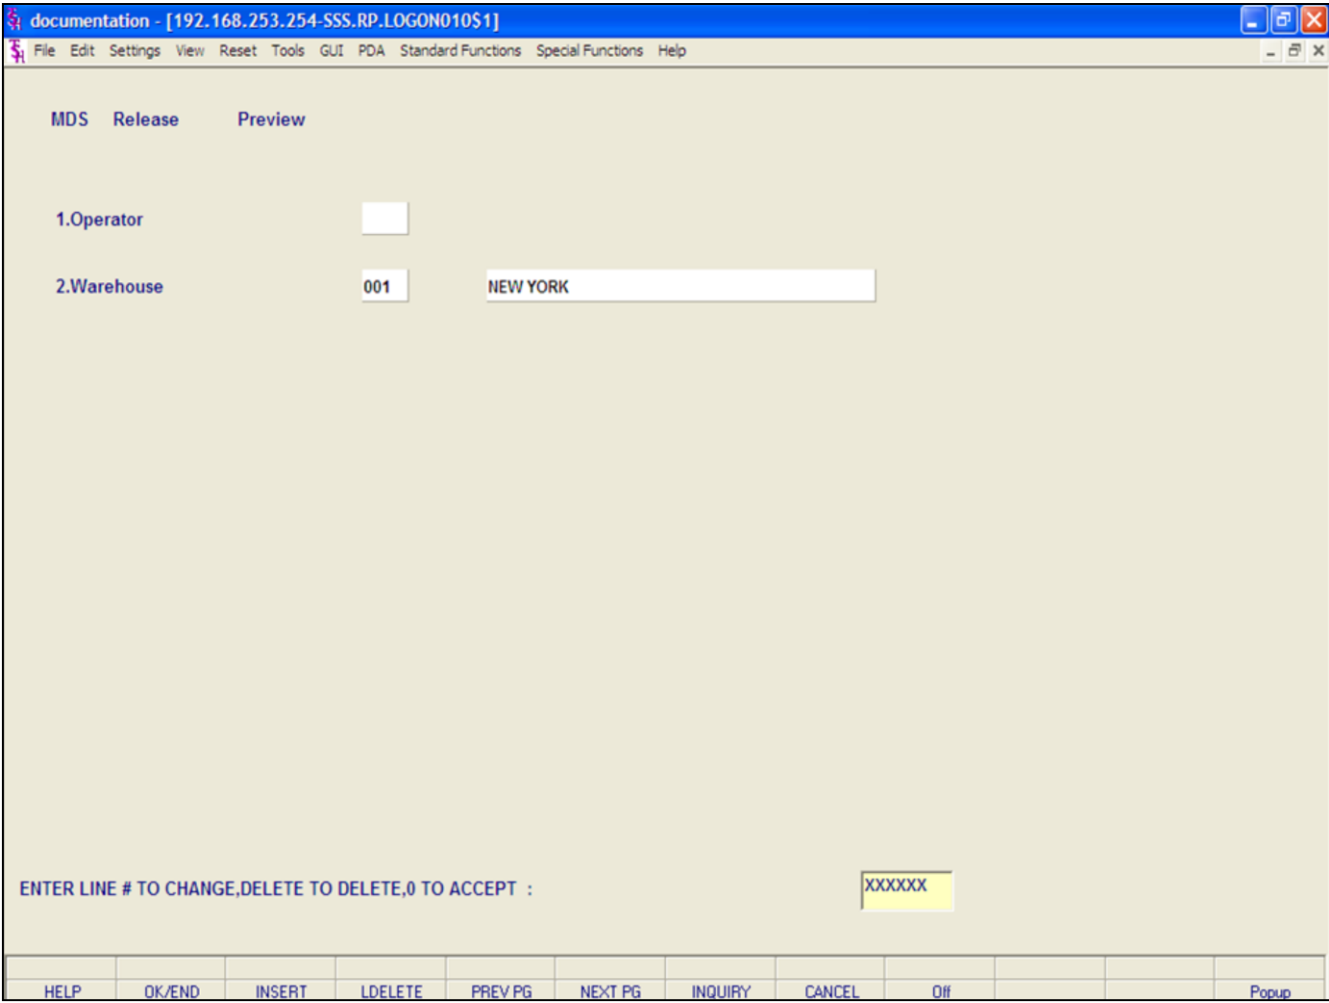 documentation - [192.168.253.254-SSS.RP.LOGON010$1]
File Edit Settings View Reset Tools GUI PDA Standard Functions Special Functions Help
MDS Release Preview
1.Operator
2.Warehouse 001 NEW YORK
ENTER LINE # TO CHANGE,DELETE TO DELETE,0 TO ACCEPT : XXXXXX
HELP OK/END INSERT LDELETE PREV PG NEXT PG INQUIRY CANCEL Off Popup